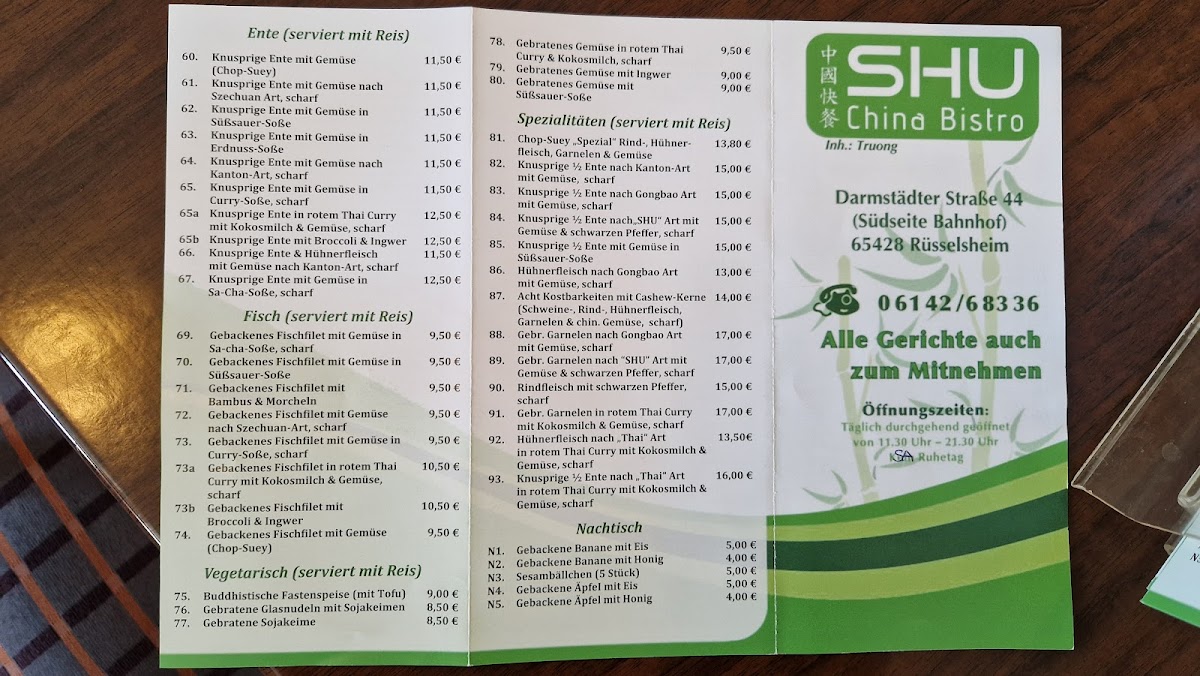 Ente (serviert mit Reis)
60. Knusprige Ente mit Gemüse 11,50 €
(Chop-Suey)
61. Knusprige Ente mit Gemüse nach 11,50 €
Szechuan Art, scharf
62. Knusprige Ente mit Gemüse in 11,50 €
Süßsauer-Soße
63. Knusprige Ente mit Gemüse in 11,50 €
Erdnuss-Soße
64. Knusprige Ente mit Gemüse nach 11,50 €
Kanton-Art, scharf
65. Knusprige Ente mit Gemüse in 11,50 €
Curry-Soße, scharf
65a Knusprige Ente in rotem Thai Curry 12,50 €
mit Kokosmilch & Gemüse, scharf
65b Knusprige Ente mit Broccoli & Ingwer 12,50 €
66. Knusprige Ente & Hühnerfleisch 11,50 €
mit Gemüse nach Kanton-Art, scharf
67. Knusprige Ente mit Gemüse in 12,50 €
Sa-Cha-Soße, scharf
Fisch (serviert mit Reis)
69. Gebackenes Fischfilet mit Gemüse in 9,50 €
Sa-cha-Soße, scharf
70. Gebackenes Fischfilet mit Gemüse in 9,50 €
Süßsauer-Soße
71. Gebackenes Fischfilet mit 9,50 €
Bambus & Morcheln
72. Gebackenes Fischfilet mit Gemüse 9,50 €
nach Szechuan-Art, scharf
73. Gebackenes Fischfilet mit Gemüse in 9,50 €
Curry-Soße, scharf
73a Gebackenes Fischfilet in rotem Thai 10,50 €
Curry mit Kokosmilch & Gemüse,
scharf
73b Gebackenes Fischfilet mit 10,50 €
Broccoli & Ingwer
74. Gebackenes Fischfilet mit Gemüse 9,50 €
(Chop-Suey)
Vegetarisch (serviert mit Reis)
75. Buddhistische Fastenspeise (mit Tofu) 9,00 €
76. Gebratene Glasnudeln mit Sojakeimen 8,50 €
77. Gebratene Sojakeime 8,50 €
78. Gebratenes Gemüse in rotem Thai 9,50 €
Curry & Kokosmilch, scharf
79. Gebratenes Gemüse mit Ingwer 9,00 €
80. Gebratenes Gemüse mit 9,00 €
Süßsauer-Soße
Spezialitäten (serviert mit Reis)
81. Chop-Suey „Spezial“ Rind-, Hühner- 13,80 €
fleisch, Garnelen & Gemüse
82. Knusprige ½ Ente nach Kanton-Art 15,00 €
mit Gemüse, scharf
83. Knusprige ½ Ente nach Gongbao Art 15,00 €
mit Gemüse, scharf
84. Knusprige ½ Ente nach„SHU“ Art mit 15,00 €
Gemüse & schwarzen Pfeffer, scharf
85. Knusprige ½ Ente mit Gemüse in 15,00 €
Süßsauer-Soße
86. Hühnerfleisch nach Gongbao Art 13,00 €
mit Gemüse, scharf
87. Acht Kostbarkeiten mit Cashew-Kerne 14,00 €
(Schweine-, Rind-, Hühnerfleisch,
Garnelen & chin. Gemüse, scharf)
88. Gebr. Garnelen nach Gongbao Art 17,00 €
mit Gemüse, scharf
89. Gebr. Garnelen nach "SHU" Art mit 17,00 €
Gemüse & schwarzen Pfeffer, scharf
90. Rindfleisch mit schwarzen Pfeffer, 15,00 €
scharf
91. Gebr. Garnelen in rotem Thai Curry 17,00 €
mit Kokosmilch & Gemüse, scharf
92. Hühnerfleisch nach „Thai“ Art 13,50€
in rotem Thai Curry mit Kokosmilch &
Gemüse, scharf
93. Knusprige ½ Ente nach „Thai“ Art 16,00 €
in rotem Thai Curry mit Kokosmilch &
Gemüse, scharf
Nachtisch
N1. Gebackene Banane mit Eis 5,00 €
N2. Gebackene Banane mit Honig 4,00 €
N3. Sesambällchen (5 Stück) 5,00 €
N4. Gebackene Äpfel mit Eis 5,00 €
N5. Gebackene Äpfel mit Honig 4,00 €
中國快餐
SHU
China Bistro
Inh.: Truong
Darmstädter Straße 44
(Südseite Bahnhof)
65428 Rüsselsheim
06142/68336
Alle Gerichte auch
zum Mitnehmen
Öffnungszeiten:
Täglich durchgehend geöffnet
von 11.30 Uhr – 21.30 Uhr
SA Ruhetag